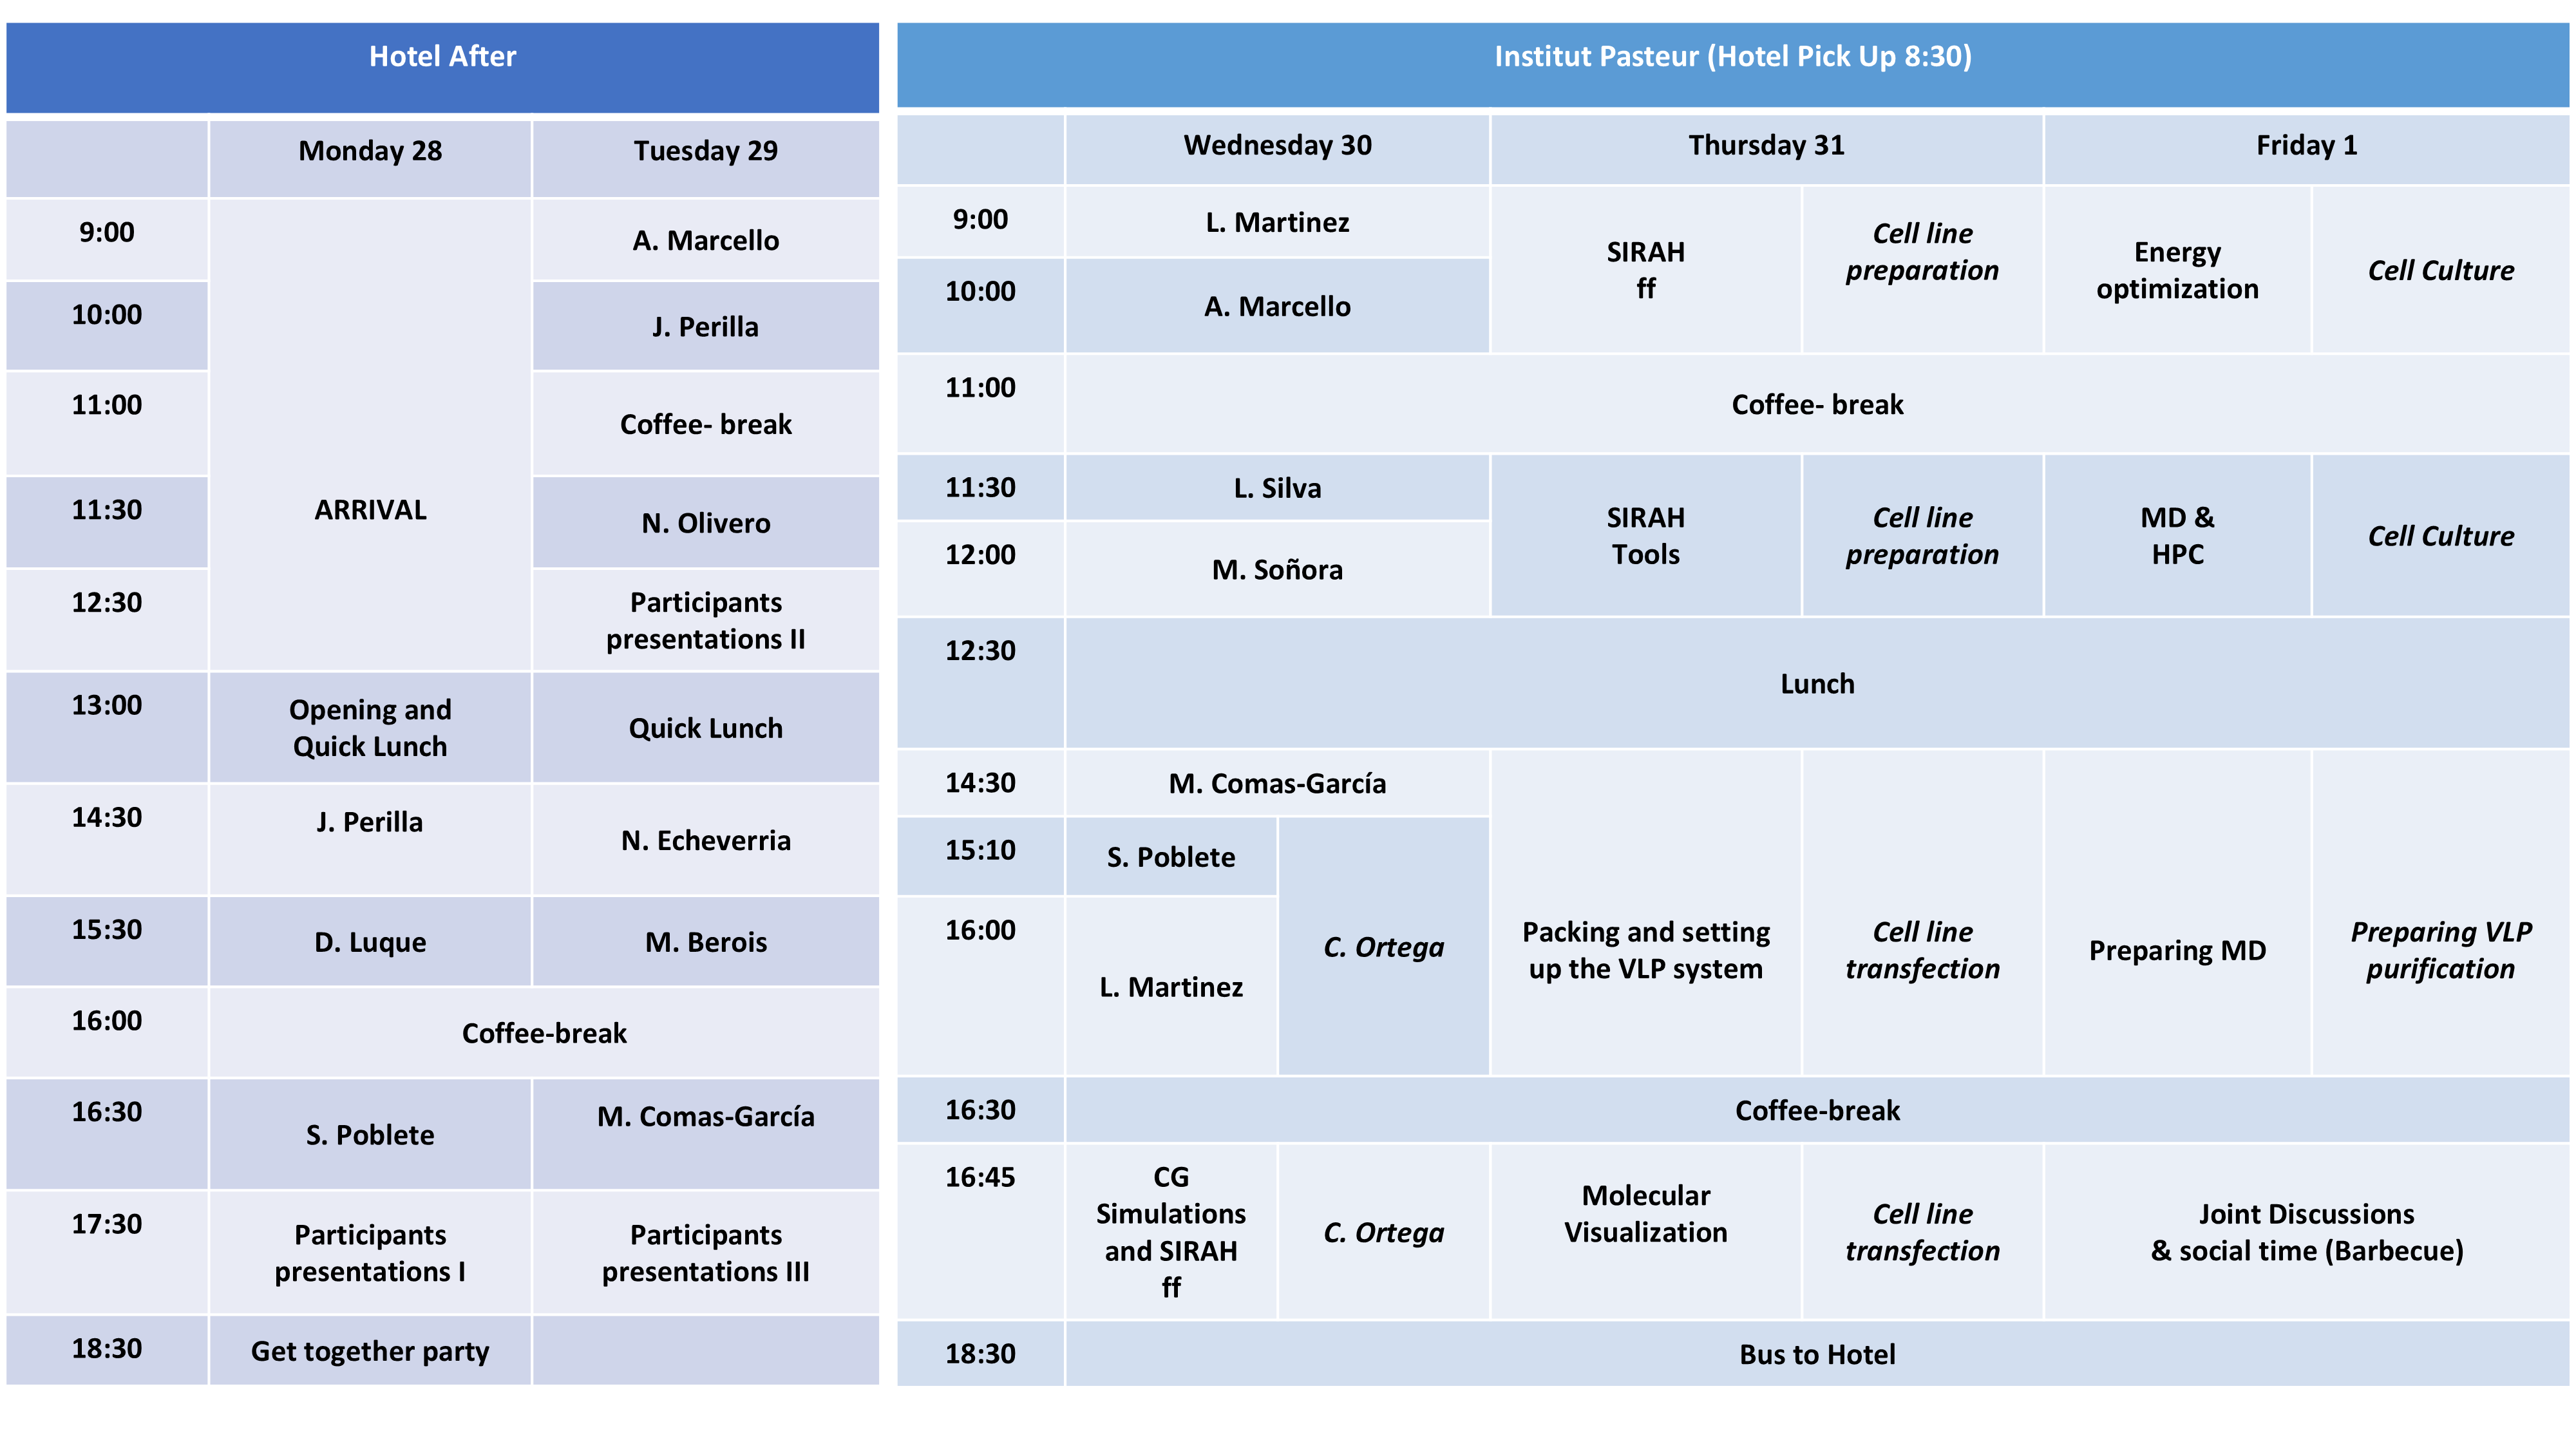 Hotel After
Monday 28
Tuesday 29
9:00
A. Marcello
10:00
J. Perilla
11:00
Coffee- break
ARRIVAL
11:30
N. Olivero
12:30
Participants
presentations II
13:00
Opening and
Quick Lunch
Quick Lunch
14:30
J. Perilla
N. Echeverria
15:30
D. Luque
M. Berois
16:00
Coffee-break
16:30
S. Poblete
M. Comas-García
17:30
Participants
presentations I
Participants
presentations III
18:30
Get together party
Institut Pasteur (Hotel Pick Up 8:30)
Wednesday 30
Thursday 31
Friday 1
9:00
L. Martinez
SIRAH
ff
Cell line
preparation
Energy
optimization
Cell Culture
10:00
A. Marcello
11:00
Coffee- break
11:30
L. Silva
SIRAH
Tools
Cell line
preparation
MD &
HPC
Cell Culture
12:00
M. Soñora
12:30
Lunch
14:30
M. Comas-García
15:10
S. Poblete
C. Ortega
Packing and setting
up the VLP system
Cell line
transfection
Preparing MD
Preparing VLP
purification
16:00
L. Martinez
16:30
Coffee-break
16:45
CG
Simulations
and SIRAH
ff
C. Ortega
Molecular
Visualization
Cell line
transfection
Joint Discussions
& social time (Barbecue)
18:30
Bus to Hotel